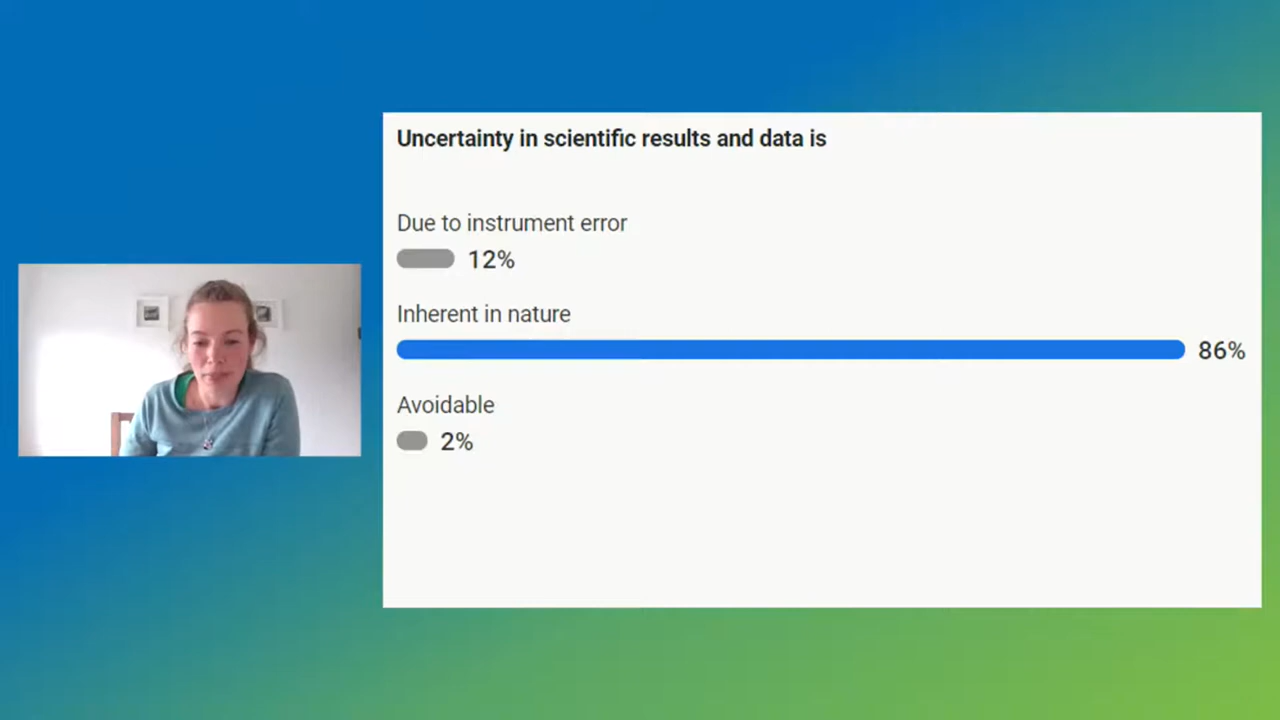 Uncertainty in scientific results and data is
Due to instrument error
12%
Inherent in nature
86%
Avoidable
2%